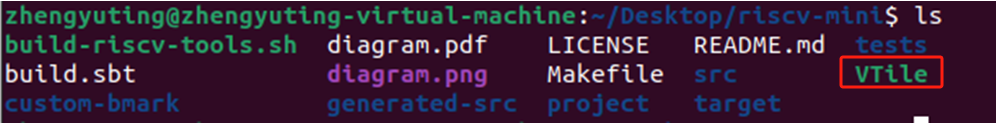 zhengyuting@zhengyuting-virtual-machine:~/Desktop/riscv-mini$ ls
build-riscv-tools.sh diagram.pdf LICENSE README.md tests
build.sbt diagram.png Makefile src VTile
custom-bmark generated-src project target